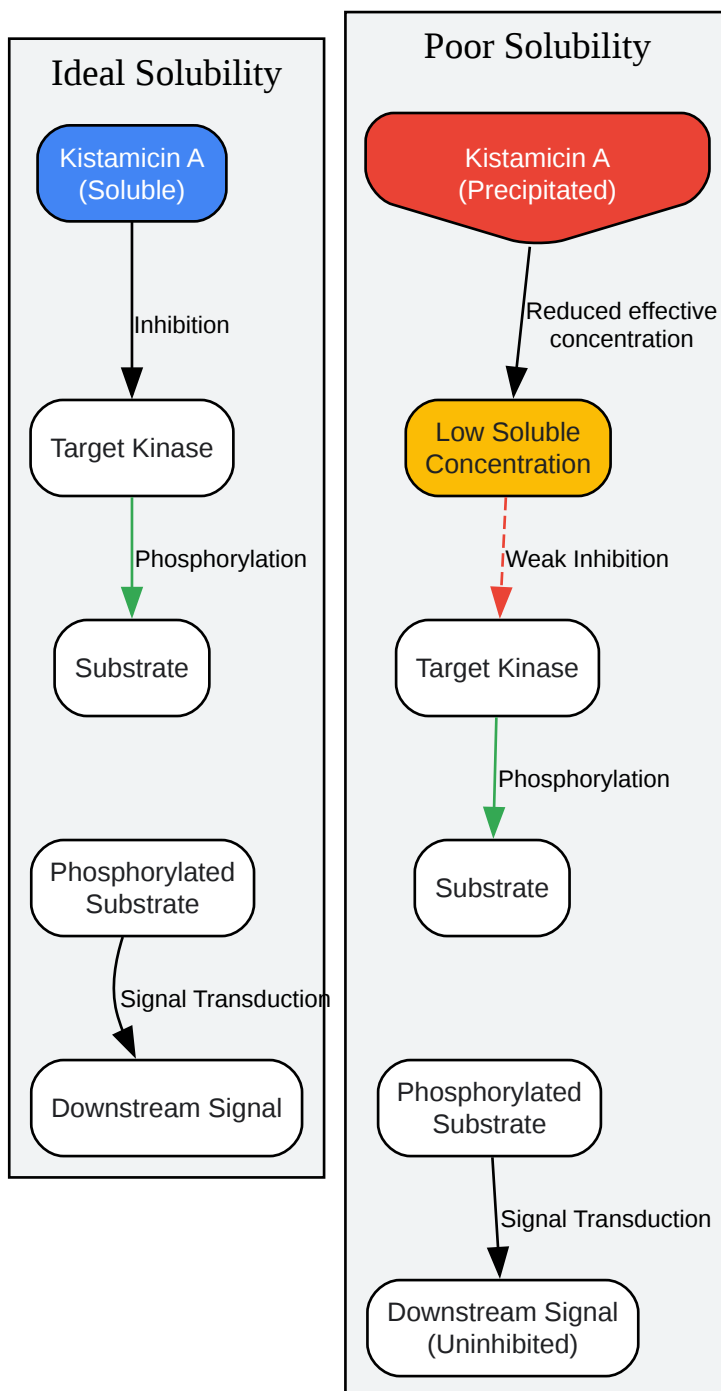 Ideal Solubility
Kistamicin A
(Soluble)
Inhibition
Target Kinase
Phosphorylation
Substrate
Phosphorylated
Substrate
Signal Transduction
Downstream Signal
Poor Solubility
Kistamicin A
(Precipitated)
Reduced effective
concentration
Low Soluble
Concentration
Weak Inhibition
Target Kinase
Phosphorylation
Substrate
Phosphorylated
Substrate
Signal Transduction
Downstream Signal
(Uninhibited)